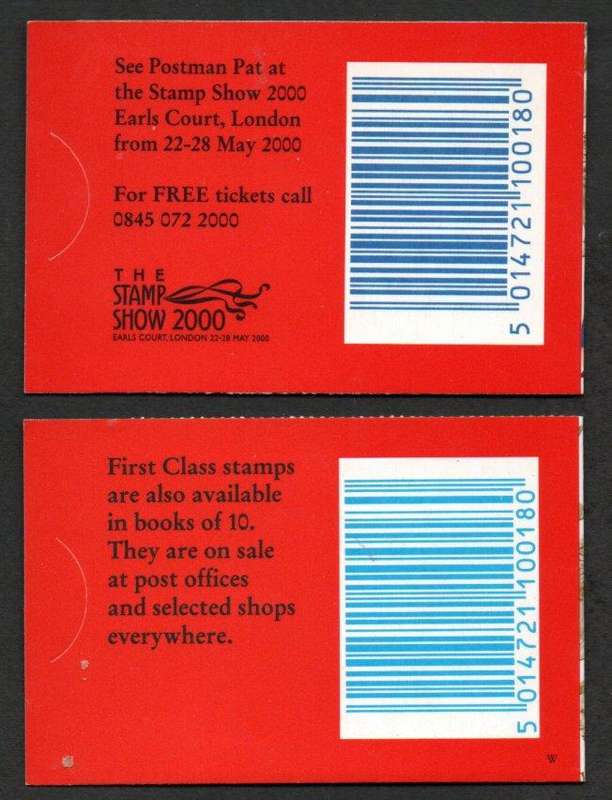 See Postman Pat at
the Stamp Show 2000
Earls Court, London
from 22-28 May 2000
For FREE tickets call
0845 072 2000
THE
STAMP
SHOW 2000
EARLS COURT, LONDON 22-28 MAY 2000
5 014721 100180
First Class stamps
are also available
in books of 10.
They are on sale
at post offices
and selected shops
everywhere.
5 014721 100180
W